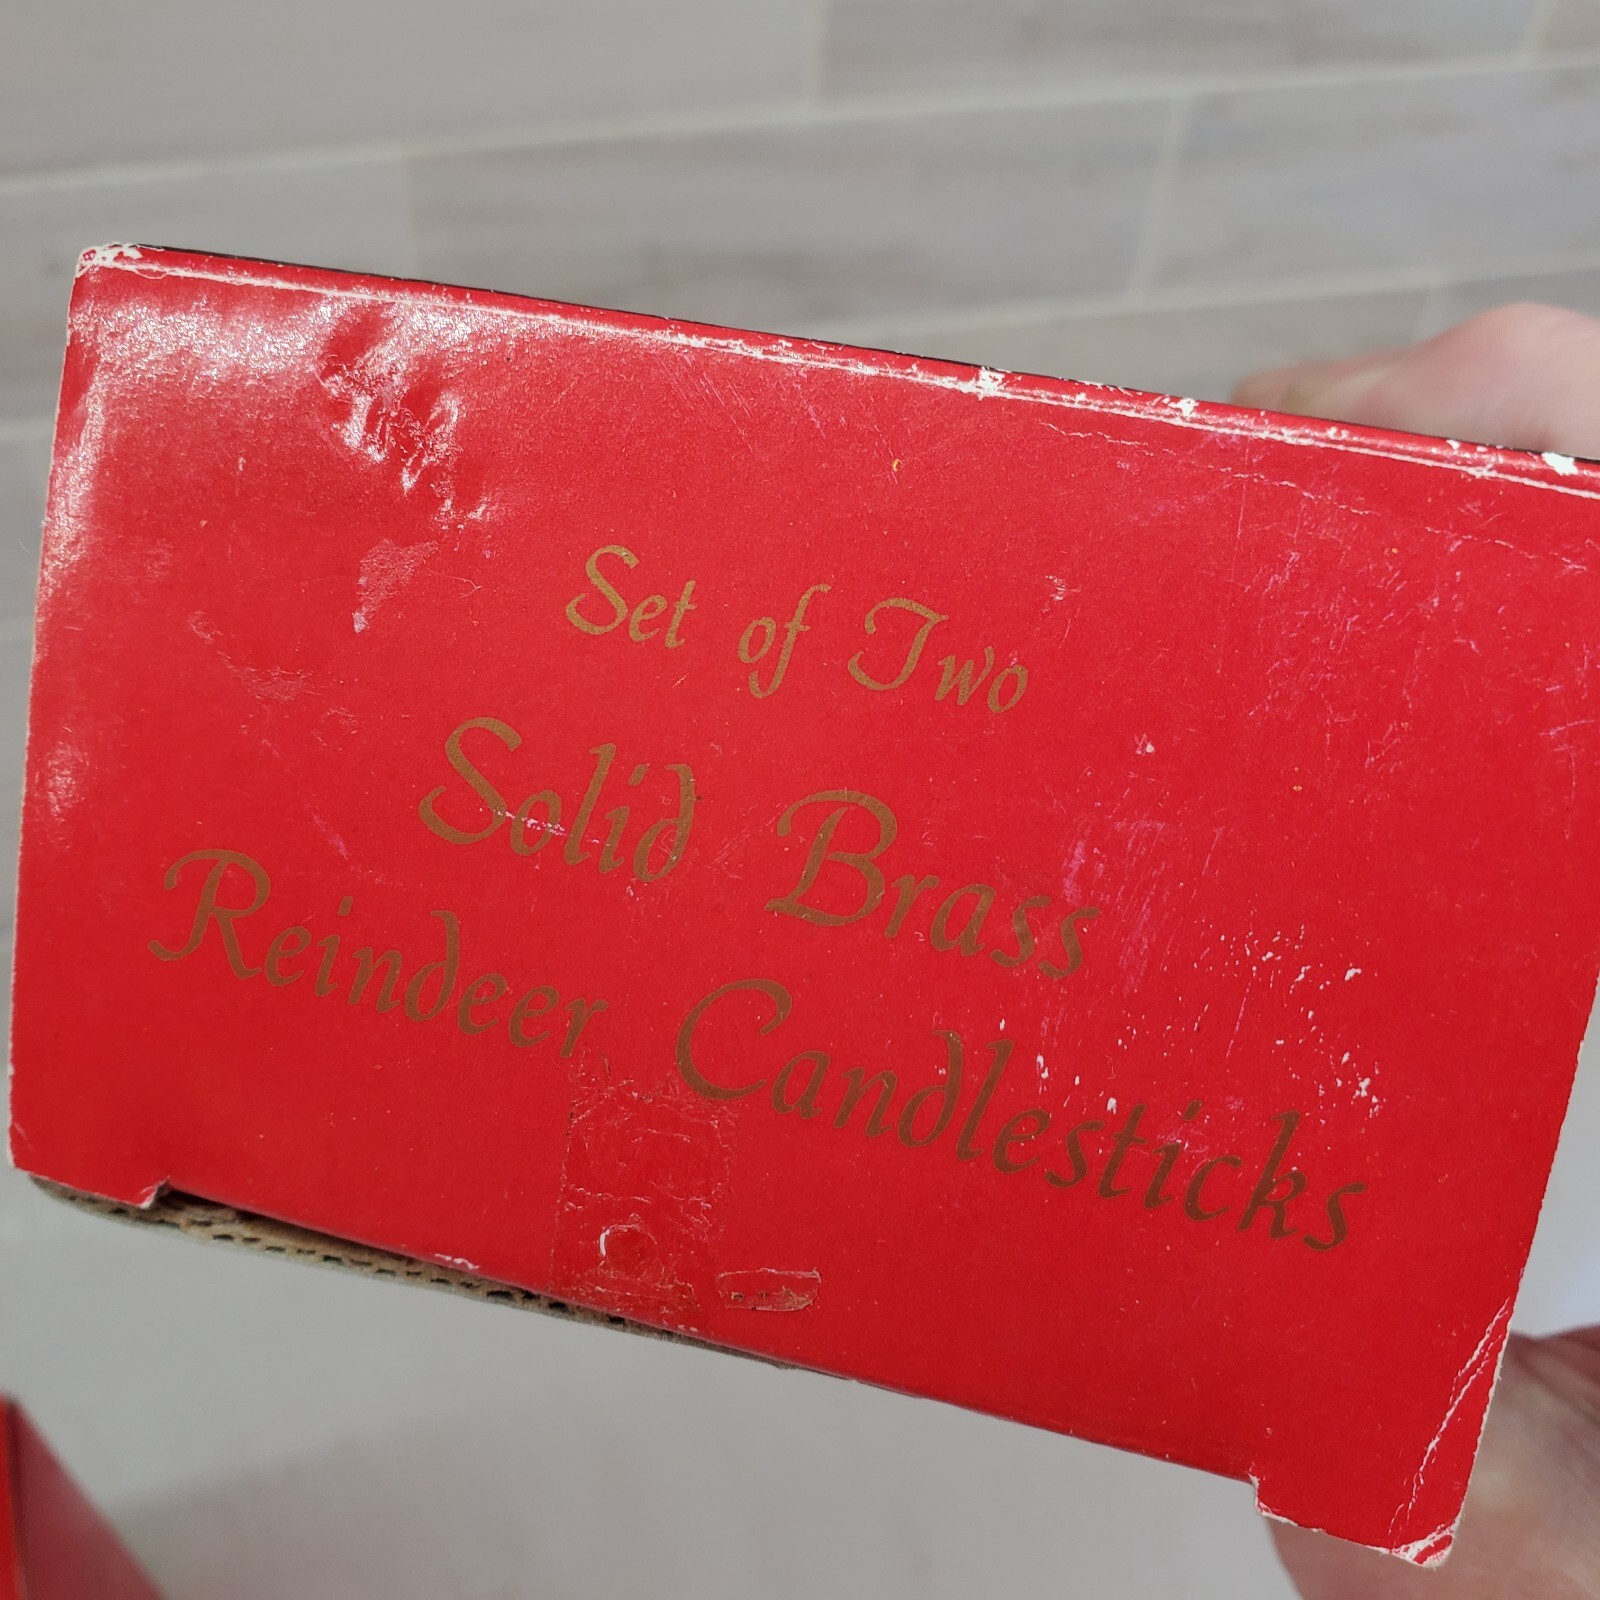 Set of Two
Solid Brass
Reindeer Candlesticks